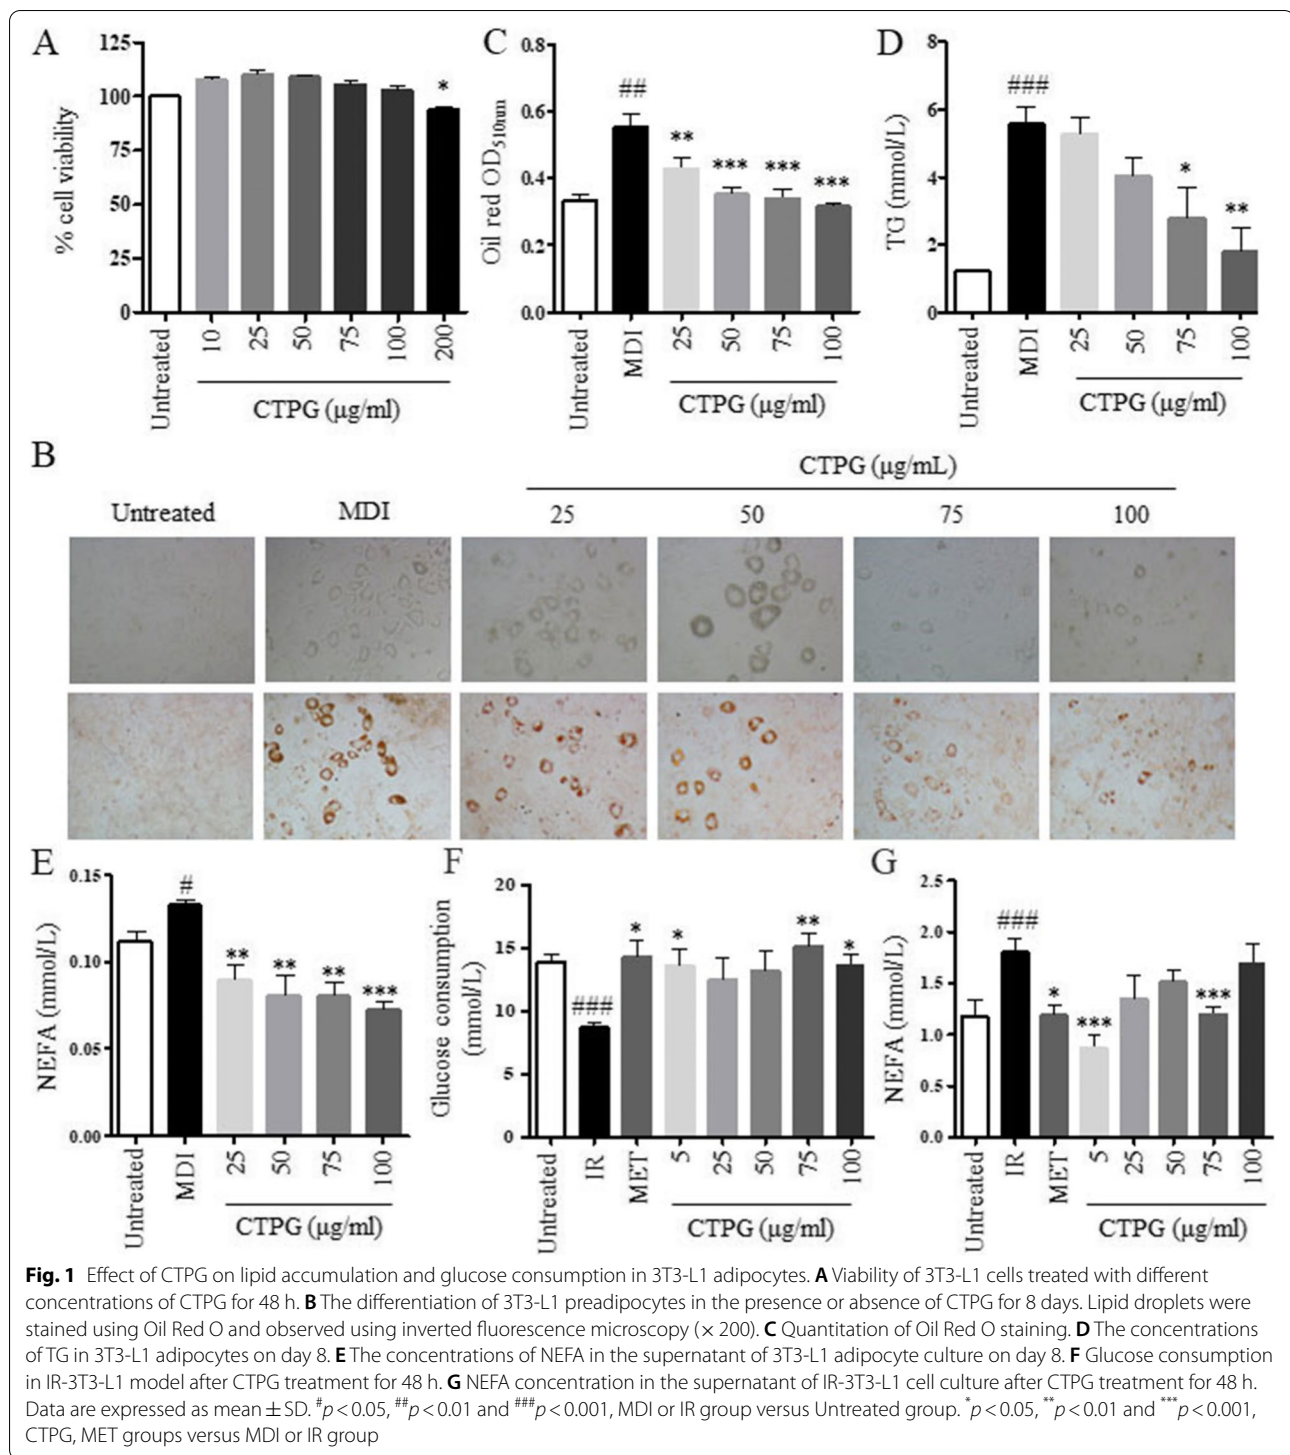 A
% cell viability
125
100
75
50
25
0
*
Untreated
10
25
50
75
100
200
CTPG (μg/ml)
C
Oil red OD510nm
0.8
0.6
0.4
0.2
0.0
##
**
***
***
***
Untreated
MDI
25
50
75
100
CTPG (μg/ml)
D
TG (mmol/L)
8
6
4
2
0
###
*
**
Untreated
MDI
25
50
75
100
CTPG (μg/ml)
B
CTPG (μg/mL)
Untreated MDI 25 50 75 100
E
NEFA (mmol/L)
0.15
0.10
0.05
0.00
#
**
**
**
***
Untreated
MDI
25
50
75
100
CTPG (μg/ml)
F
Glucose consumption
(mmol/L)
20
15
10
5
0
###
*
*
**
*
Untreated
IR
MET
5
25
50
75
100
CTPG (μg/ml)
G
NEFA (mmol/L)
2.5
2.0
1.5
1.0
0.5
0.0
###
*
***
***
Untreated
IR
MET
5
25
50
75
100
CTPG (μg/ml)
Fig. 1 Effect of CTPG on lipid accumulation and glucose consumption in 3T3-L1 adipocytes. A Viability of 3T3-L1 cells treated with different
concentrations of CTPG for 48 h. B The differentiation of 3T3-L1 preadipocytes in the presence or absence of CTPG for 8 days. Lipid droplets were
stained using Oil Red O and observed using inverted fluorescence microscopy (× 200). C Quantitation of Oil Red O staining. D The concentrations
of TG in 3T3-L1 adipocytes on day 8. E The concentrations of NEFA in the supernatant of 3T3-L1 adipocyte culture on day 8. F Glucose consumption
in IR-3T3-L1 model after CTPG treatment for 48 h. G NEFA concentration in the supernatant of IR-3T3-L1 cell culture after CTPG treatment for 48 h.
Data are expressed as mean ± SD. #p < 0.05, ##p < 0.01 and ###p < 0.001, MDI or IR group versus Untreated group. *p < 0.05, **p < 0.01 and ***p < 0.001,
CTPG, MET groups versus MDI or IR group